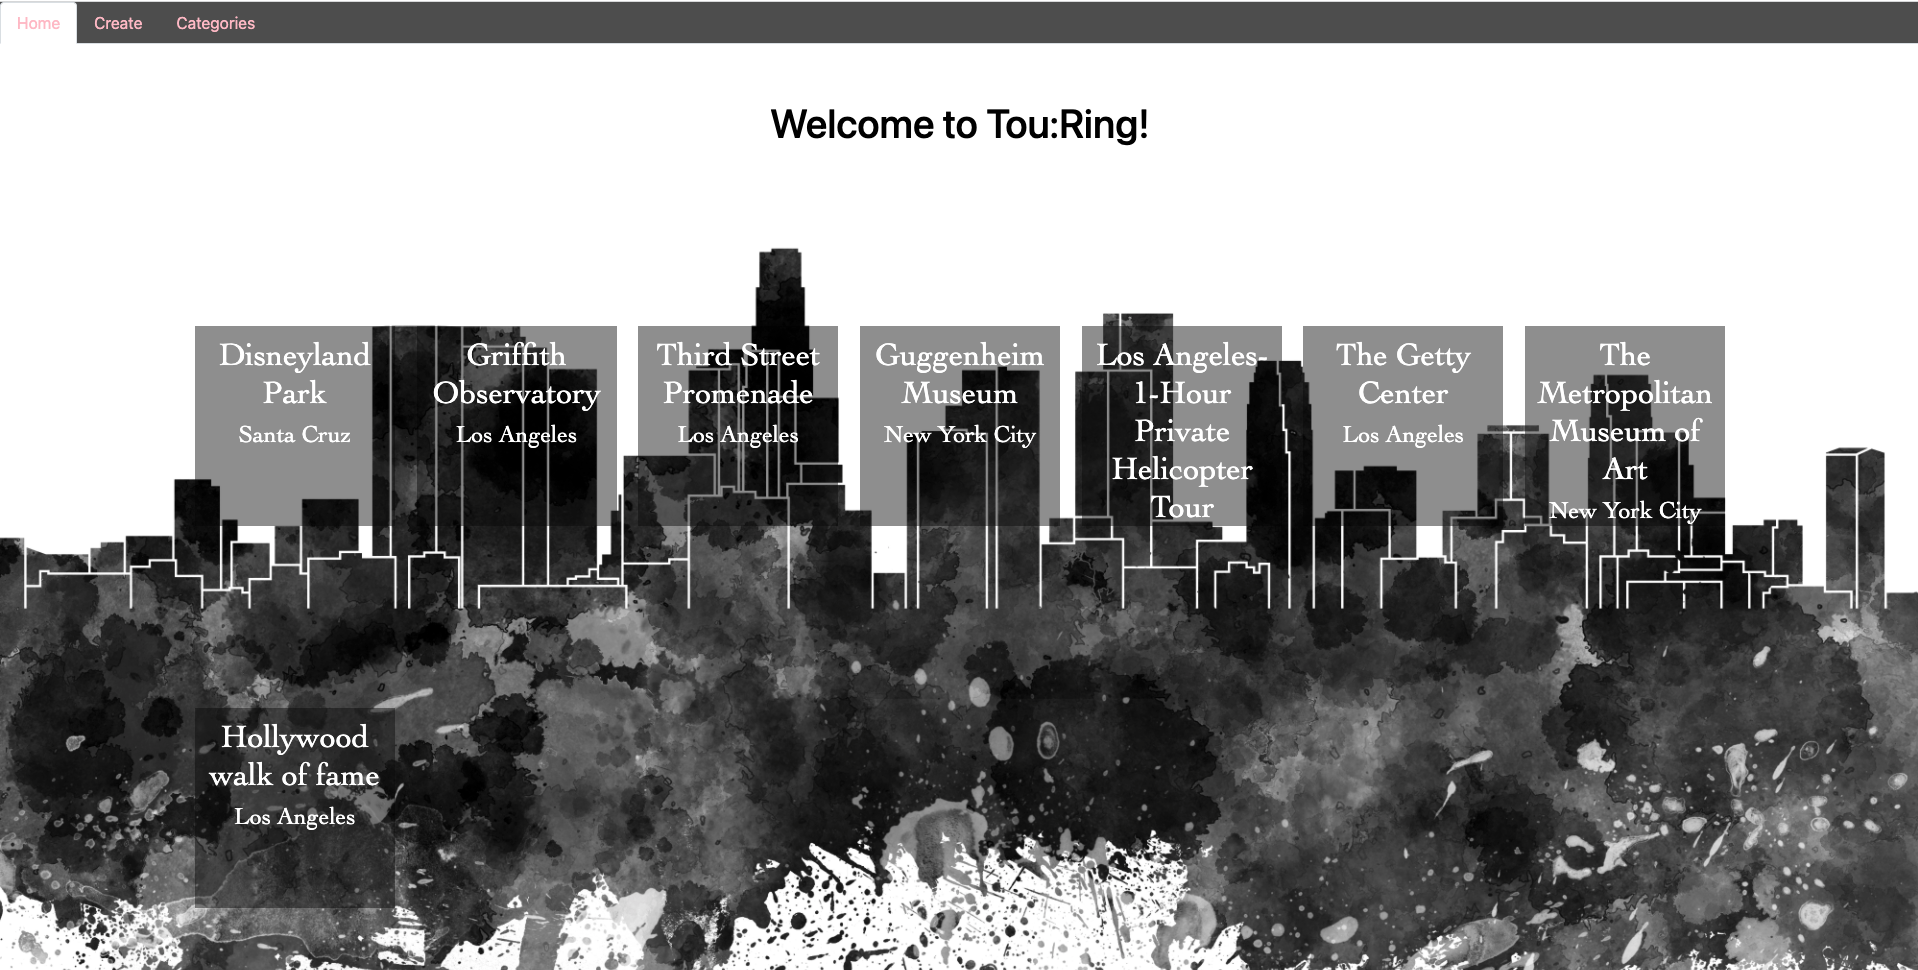 Home Create Categories
Welcome to Tou:Ring!
Disneyland
Park
Santa Cruz
Griffith
Observatory
Los Angeles
Third Street
Promenade
Los Angeles
Guggenheim
Museum
New York City
Los Angeles-
1-Hour
Private
Helicopter
Tour
The Getty
Center
Los Angeles
The
Metropolitan
Museum of
Art
New York City
Hollywood
walk of fame
Los Angeles